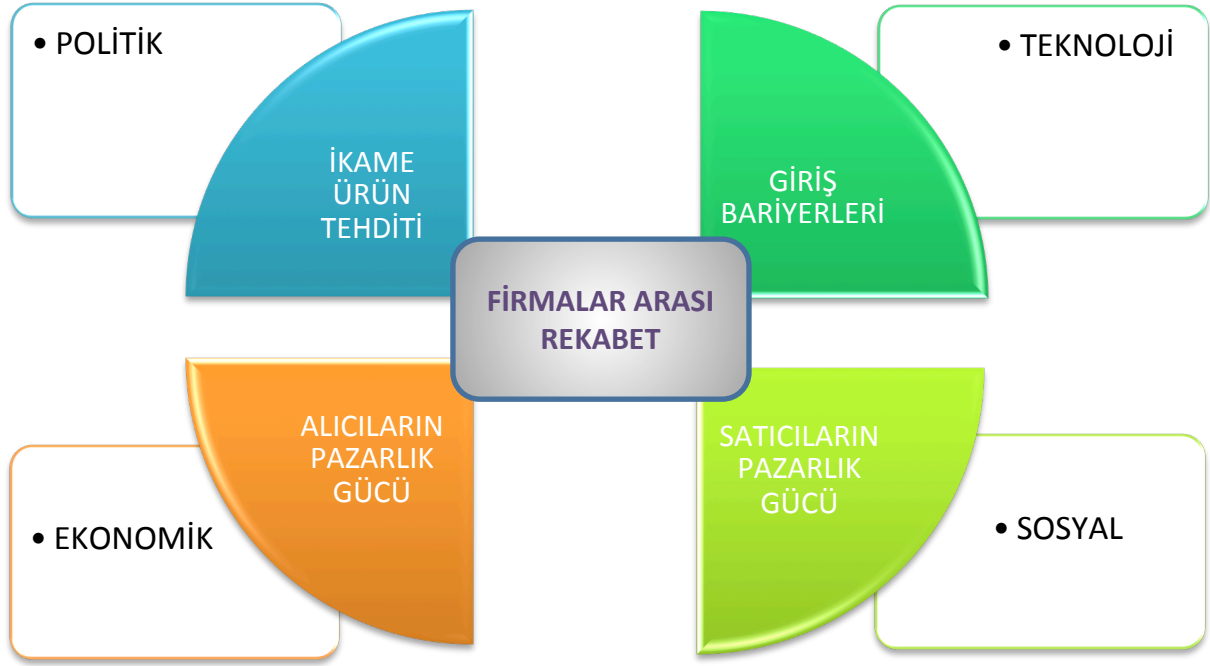 • POLİTİK
• TEKNOLOJİ
İKAME
ÜRÜN
TEHDİTİ
GİRİŞ
BARİYERLERİ
FİRMALAR ARASI
REKABET
ALICILARIN
PAZARLIK
GÜCÜ
SATICILARIN
PAZARLIK
GÜCÜ
• EKONOMİK
• SOSYAL